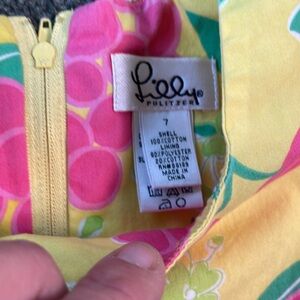 Lilly
PULITZER
7
SHELL
100%COTTON
LINING
80%POLYESTER
20%COTTON
MADE IN
CHINA